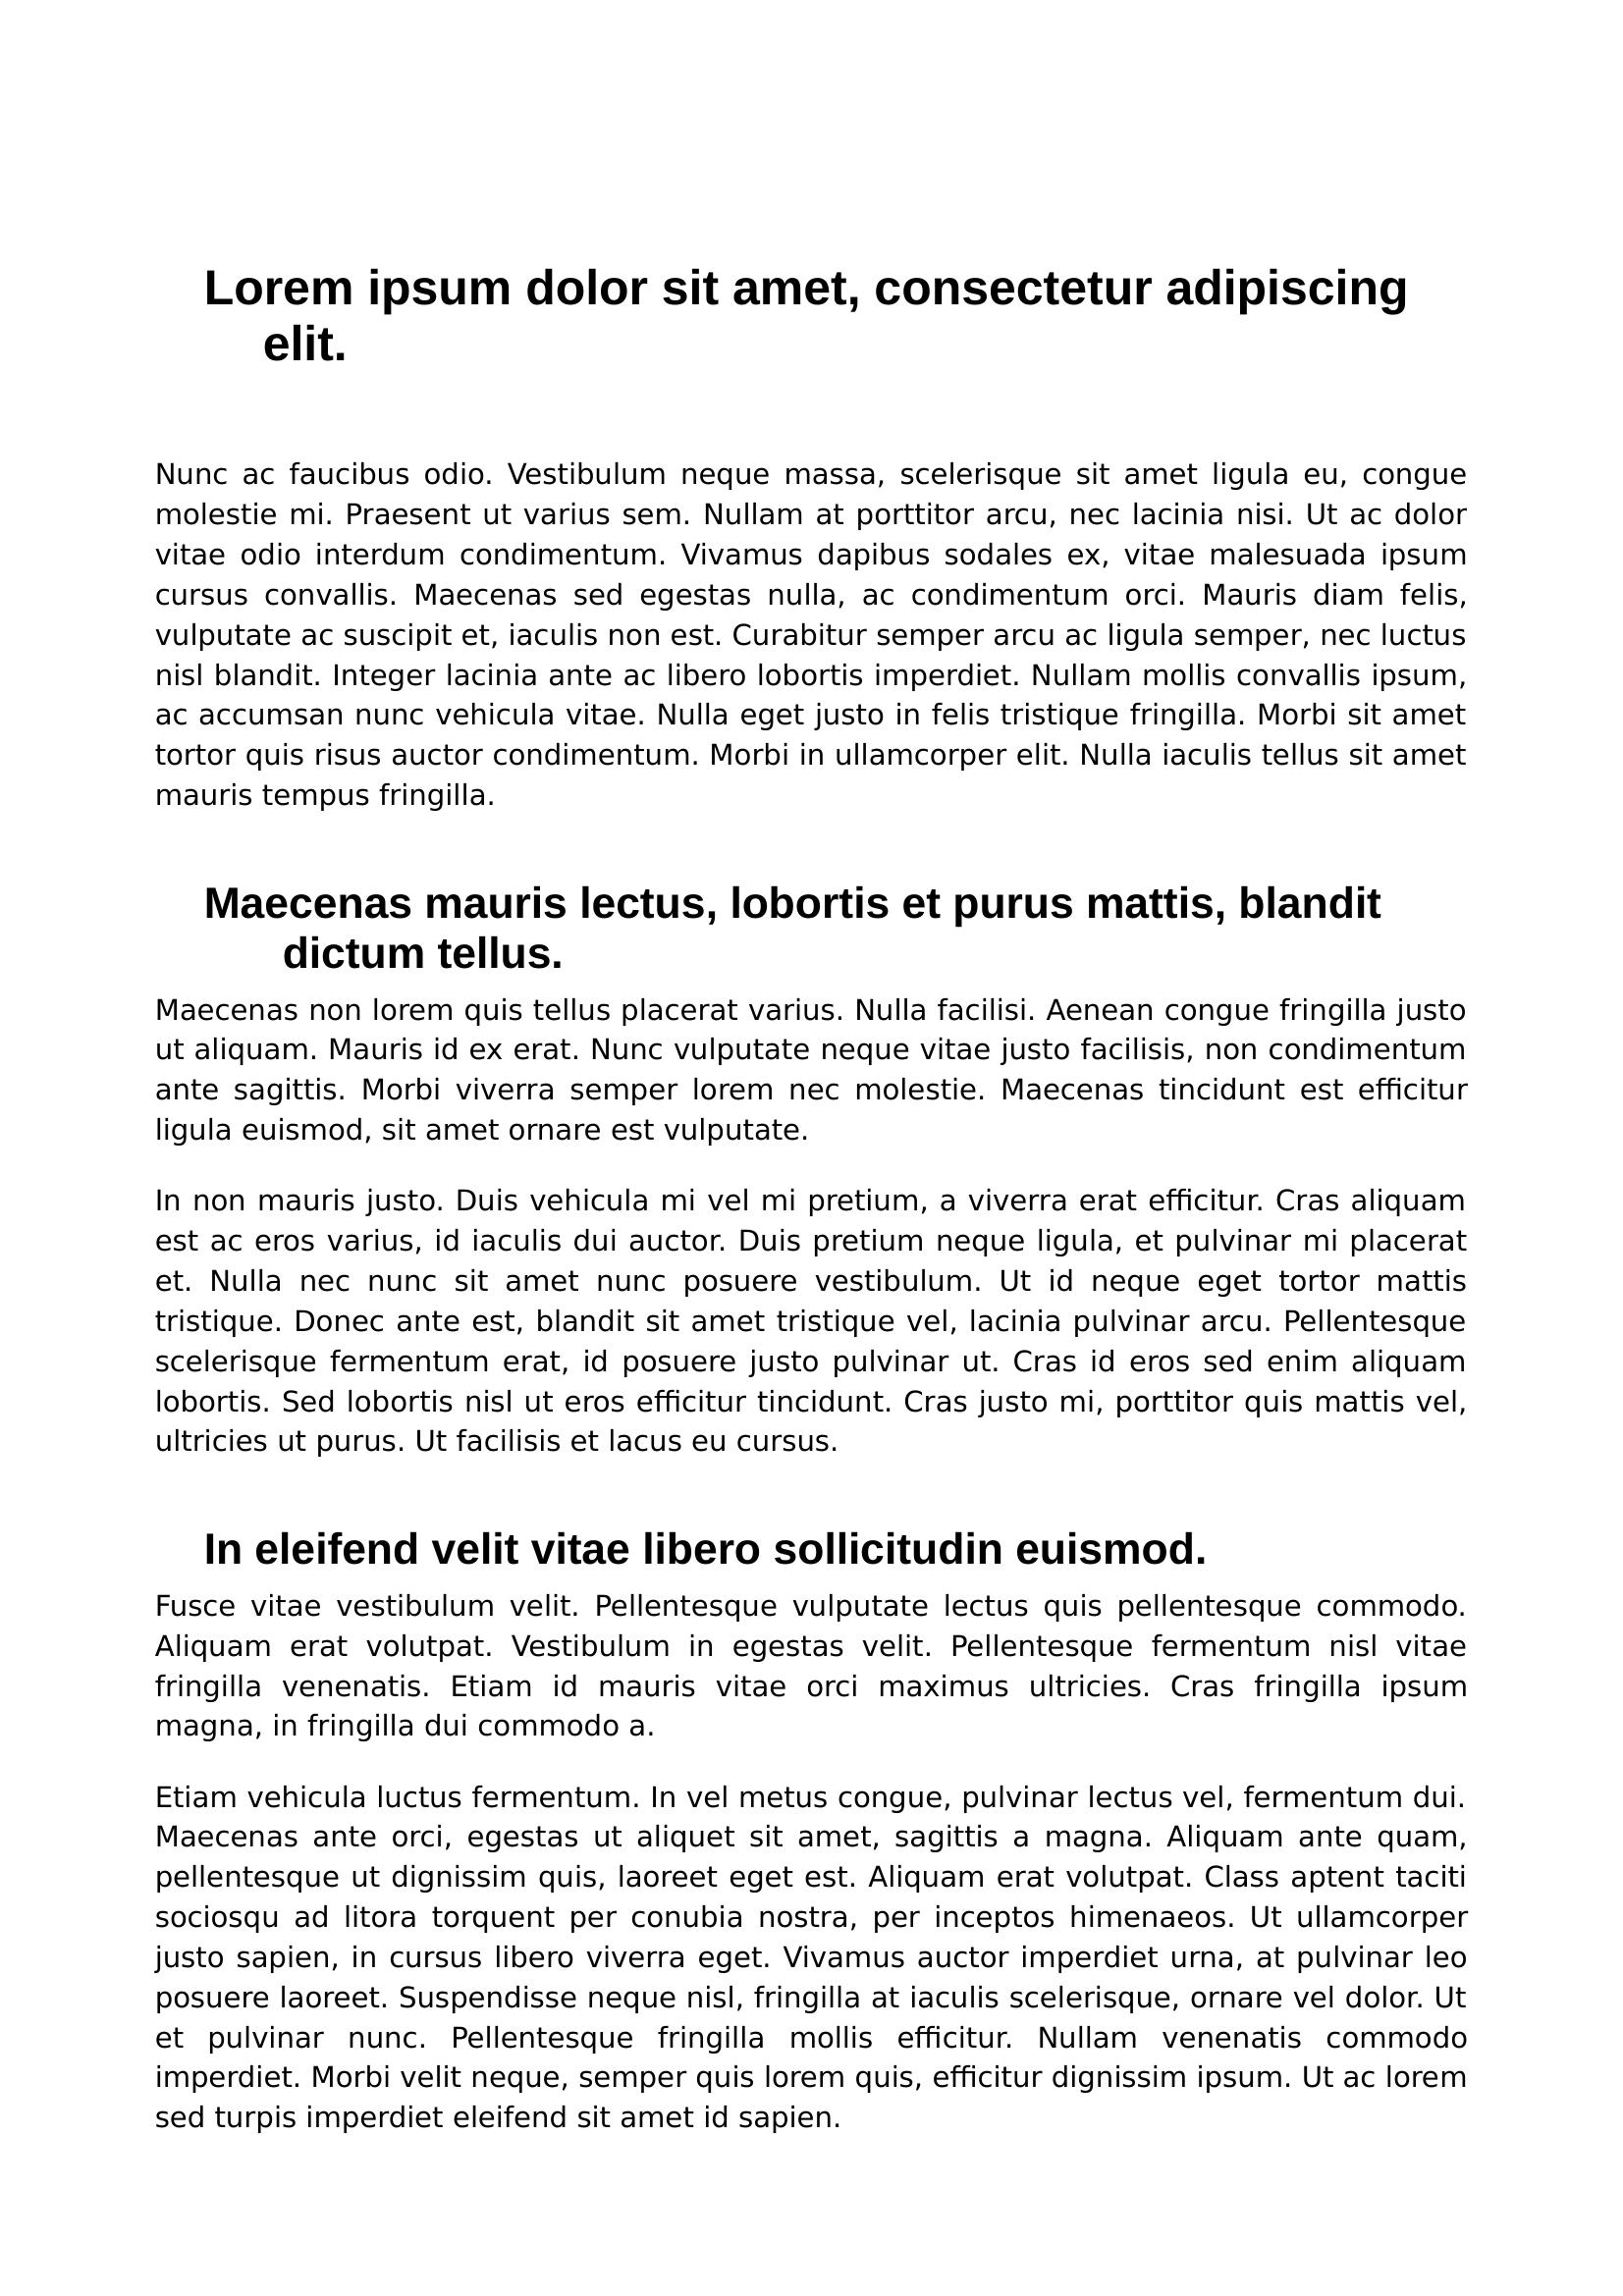 Lorem ipsum dolor sit amet, consectetur adipiscing
elit.
Nunc ac faucibus odio. Vestibulum neque massa, scelerisque sit amet ligula eu, congue
molestie mi. Praesent ut varius sem. Nullam at porttitor arcu, nec lacinia nisi. Ut ac dolor
vitae odio interdum condimentum. Vivamus dapibus sodales ex, vitae malesuada ipsum
cursus convallis. Maecenas sed egestas nulla, ac condimentum orci. Mauris diam felis,
vulputate ac suscipit et, iaculis non est. Curabitur semper arcu ac ligula semper, nec luctus
nisl blandit. Integer lacinia ante ac libero lobortis imperdiet. Nullam mollis convallis ipsum,
ac accumsan nunc vehicula vitae. Nulla eget justo in felis tristique fringilla. Morbi sit amet
tortor quis risus auctor condimentum. Morbi in ullamcorper elit. Nulla iaculis tellus sit amet
mauris tempus fringilla.
Maecenas mauris lectus, lobortis et purus mattis, blandit
dictum tellus.
Maecenas non lorem quis tellus placerat varius. Nulla facilisi. Aenean congue fringilla justo
ut aliquam. Mauris id ex erat. Nunc vulputate neque vitae justo facilisis, non condimentum
ante sagittis. Morbi viverra semper lorem nec molestie. Maecenas tincidunt est efficitur
ligula euismod, sit amet ornare est vulputate.
In non mauris justo. Duis vehicula mi vel mi pretium, a viverra erat efficitur. Cras aliquam
est ac eros varius, id iaculis dui auctor. Duis pretium neque ligula, et pulvinar mi placerat
et. Nulla nec nunc sit amet nunc posuere vestibulum. Ut id neque eget tortor mattis
tristique. Donec ante est, blandit sit amet tristique vel, lacinia pulvinar arcu. Pellentesque
scelerisque fermentum erat, id posuere justo pulvinar ut. Cras id eros sed enim aliquam
lobortis. Sed lobortis nisl ut eros efficitur tincidunt. Cras justo mi, porttitor quis mattis vel,
ultricies ut purus. Ut facilisis et lacus eu cursus.
In eleifend velit vitae libero sollicitudin euismod.
Fusce vitae vestibulum velit. Pellentesque vulputate lectus quis pellentesque commodo.
Aliquam erat volutpat. Vestibulum in egestas velit. Pellentesque fermentum nisl vitae
fringilla venenatis. Etiam id mauris vitae orci maximus ultricies. Cras fringilla ipsum
magna, in fringilla dui commodo a.
Etiam vehicula luctus fermentum. In vel metus congue, pulvinar lectus vel, fermentum dui.
Maecenas ante orci, egestas ut aliquet sit amet, sagittis a magna. Aliquam ante quam,
pellentesque ut dignissim quis, laoreet eget est. Aliquam erat volutpat. Class aptent taciti
sociosqu ad litora torquent per conubia nostra, per inceptos himenaeos. Ut ullamcorper
justo sapien, in cursus libero viverra eget. Vivamus auctor imperdiet urna, at pulvinar leo
posuere laoreet. Suspendisse neque nisl, fringilla at iaculis scelerisque, ornare vel dolor. Ut
et pulvinar nunc. Pellentesque fringilla mollis efficitur. Nullam venenatis commodo
imperdiet. Morbi velit neque, semper quis lorem quis, efficitur dignissim ipsum. Ut ac lorem
sed turpis imperdiet eleifend sit amet id sapien.